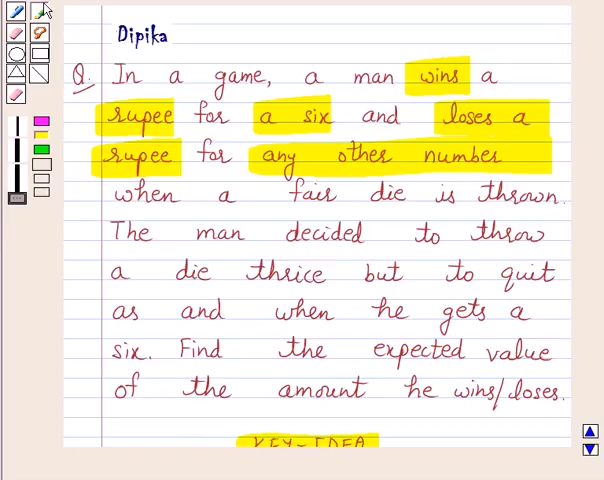 Dipika
Q. In a game, a man wins a
rupee for a six and loses a
rupee for any other number
when a fair die is thrown.
The man decided to throw
a die thrice but to quit
as and when he gets a
six. Find the expected value
of the amount he wins/loses.
KEY-IDEA